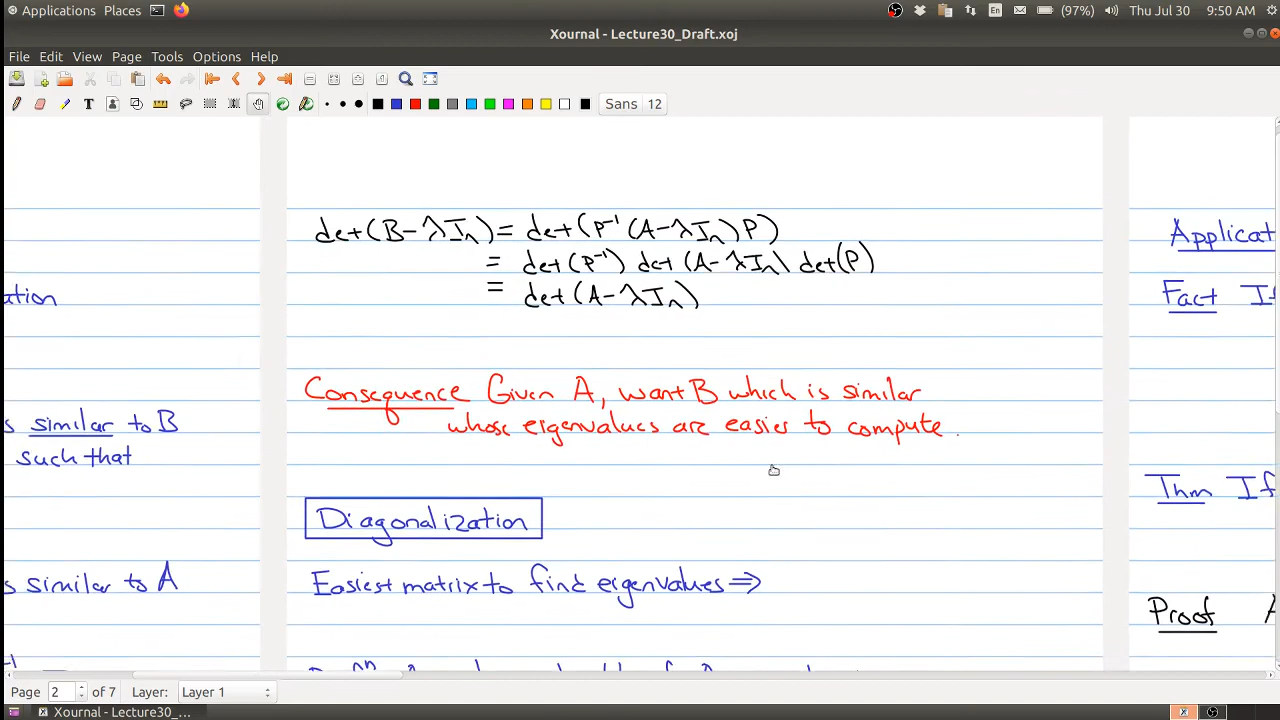 Applications Places En (97%) Thu Jul 30 9:50 AM
Xournal - Lecture30_Draft.xoj
File Edit View Page Tools Options Help
Sans 12
det(B-λIₙ) = det(P⁻¹(A-λIₙ)P)
= det(P⁻¹) det(A-λIₙ) det(P)
= det(A-λIₙ)
ation
Consequence Given A, want B which is similar
whose eigenvalues are easier to compute.
similar to B
such that
Diagonalization
Easiest matrix to find eigenvalues ⇒
s similar to A
Applicat
Fact If
Thm If
Proof A
Page 2 of 7 Layer: Layer 1
Xournal - Lecture30_...